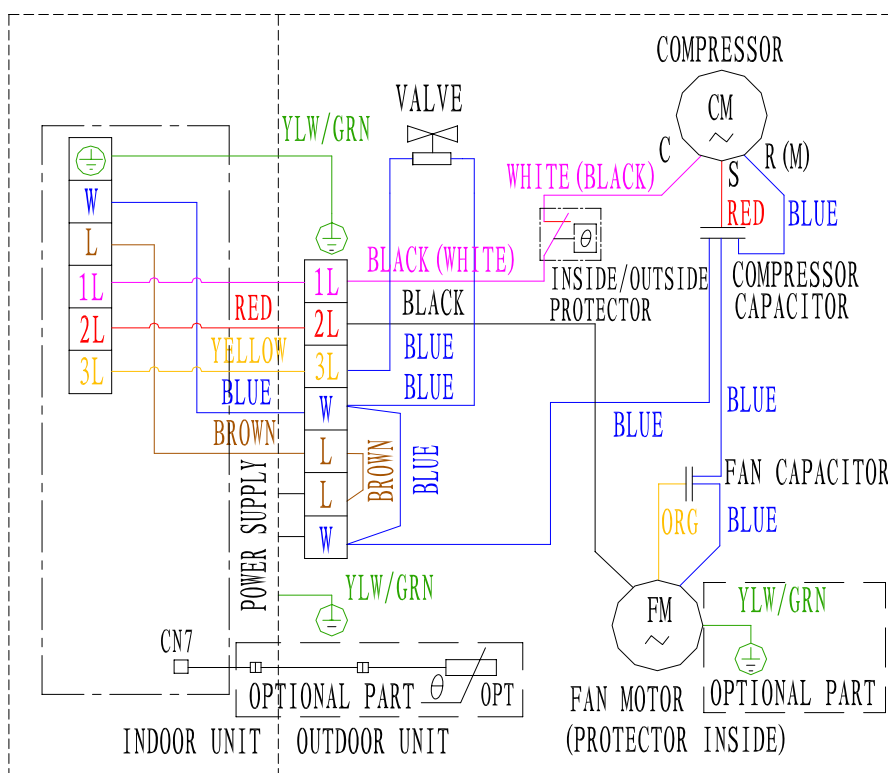 COMPRESSOR
CM
C
S
R(M)
VALVE
YLW/GRN
WHITE(BLACK)
RED
BLUE
W
L
1L
2L
3L
BLACK(WHITE)
INSIDE/OUTSIDE
PROTECTOR
θ
COMPRESSOR
CAPACITOR
1L
2L
3L
W
L
L
W
RED
BLACK
YELLOW
BLUE
BLUE
BLUE
BROWN
BROWN
BLUE
BLUE
BLUE
POWER SUPPLY
FAN CAPACITOR
ORG
BLUE
YLW/GRN
FM
YLW/GRN
CN7
OPTIONAL PART
θ
OPT
FAN MOTOR
(PROTECTOR INSIDE)
OPTIONAL PART
INDOOR UNIT
OUTDOOR UNIT